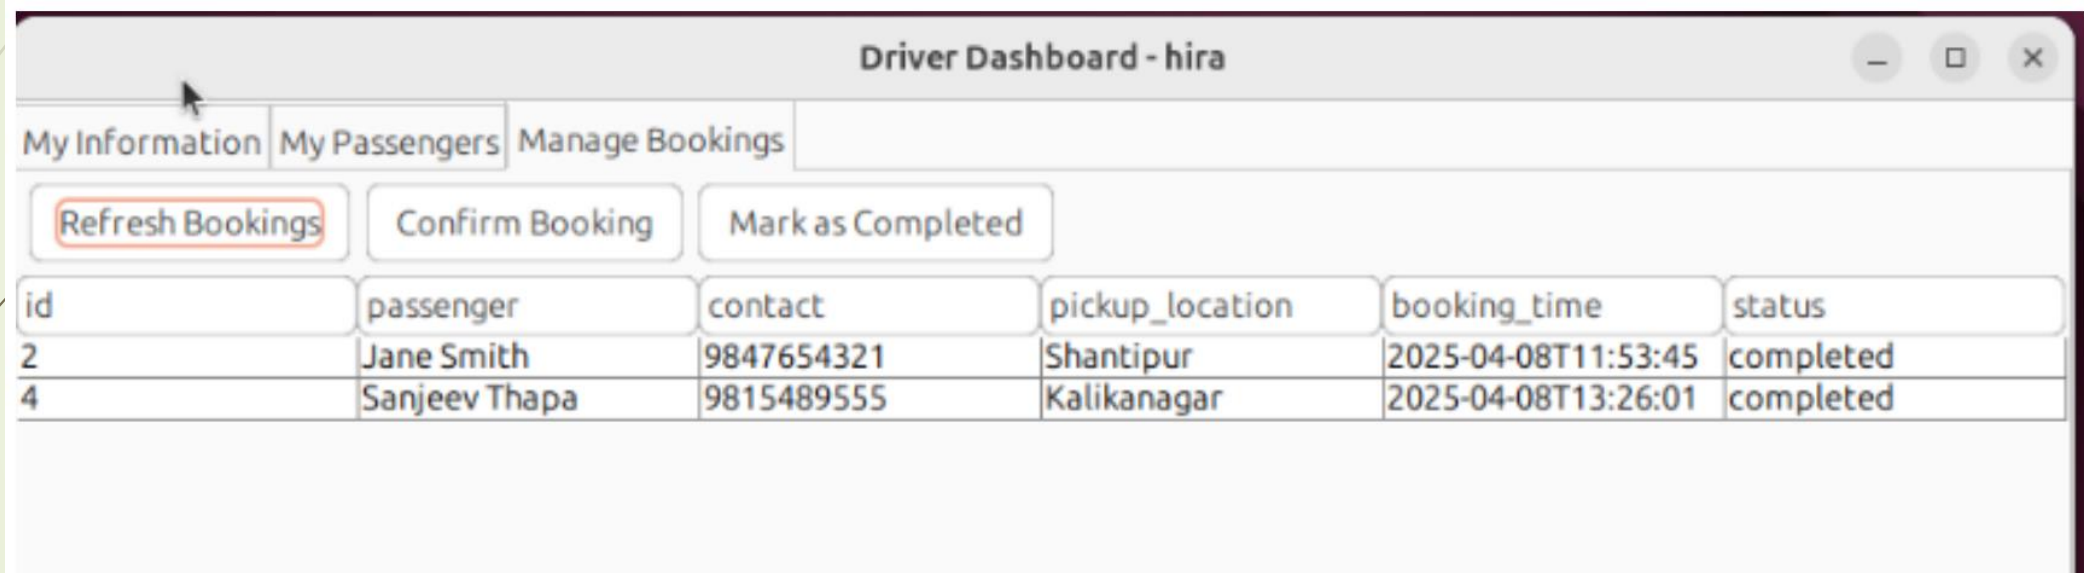 Driver Dashboard - hira
My Information My Passengers Manage Bookings
Refresh Bookings Confirm Booking Mark as Completed
id passenger contact pickup_location booking_time status
2 Jane Smith 9847654321 Shantipur 2025-04-08T11:53:45 completed
4 Sanjeev Thapa 9815489555 Kalikanagar 2025-04-08T13:26:01 completed